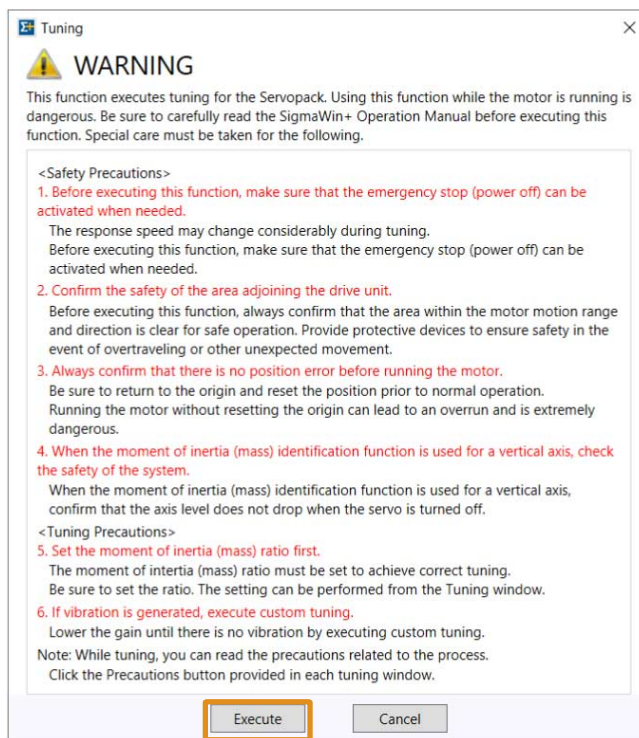 Tuning
WARNING
This function executes tuning for the Servopack. Using this function while the motor is running is
dangerous. Be sure to carefully read the SigmaWin+ Operation Manual before executing this
function. Special care must be taken for the following.
<Safety Precautions>
1. Before executing this function, make sure that the emergency stop (power off) can be
activated when needed.
The response speed may change considerably during tuning.
Before executing this function, make sure that the emergency stop (power off) can be
activated when needed.
2. Confirm the safety of the area adjoining the drive unit.
Before executing this function, always confirm that the area within the motor motion range
and direction is clear for safe operation. Provide protective devices to ensure safety in the
event of overtraveling or other unexpected movement.
3. Always confirm that there is no position error before running the motor.
Be sure to return to the origin and reset the position prior to normal operation.
Running the motor without resetting the origin can lead to an overrun and is extremely
dangerous.
4. When the moment of inertia (mass) identification function is used for a vertical axis, check
the safety of the system.
When the moment of inertia (mass) identification function is used for a vertical axis,
confirm that the axis level does not drop when the servo is turned off.
<Tuning Precautions>
5. Set the moment of inertia (mass) ratio first.
The moment of intertia (mass) ratio must be set to achieve correct tuning.
Be sure to set the ratio. The setting can be performed from the Tuning window.
6. If vibration is generated, execute custom tuning.
Lower the gain until there is no vibration by executing custom tuning.
Note: While tuning, you can read the precautions related to the process.
Click the Precautions button provided in each tuning window.
Execute
Cancel